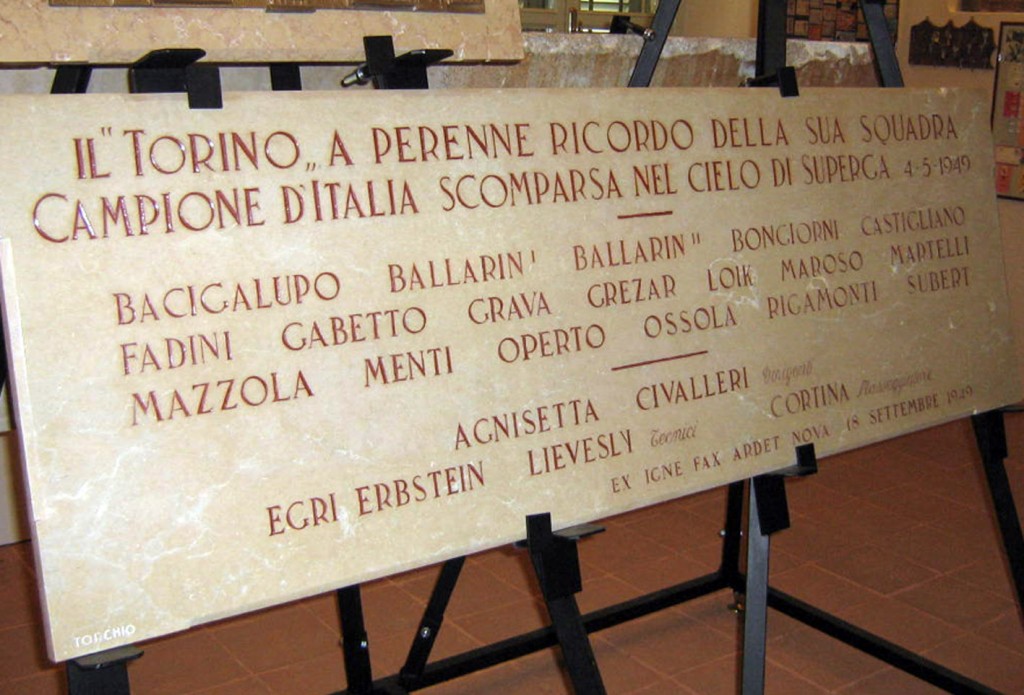 IL "TORINO„ A PERENNE RICORDO DELLA SUA SQUADRA
CAMPIONE D'ITALIA SCOMPARSA NEL CIELO DI SUPERGA 4-5-1949
BACIGALUPO BALLARIN' BALLARIN" BONGIORNI CASTIGLIANO
FADINI GABETTO GRAVA GREZAR LOIK MAROSO MARTELLI
MAZZOLA MENTI OPERTO OSSOLA RIGAMONTI SUBERT
AGNISETTA CIVALLERI Dirigenti
EGRI ERBSTEIN LIEVESLY Tecnici CORTINA Massaggiatore
EX IGNE FAX ARDET NOVA 18 SETTEMBRE 1949
TORCHIO